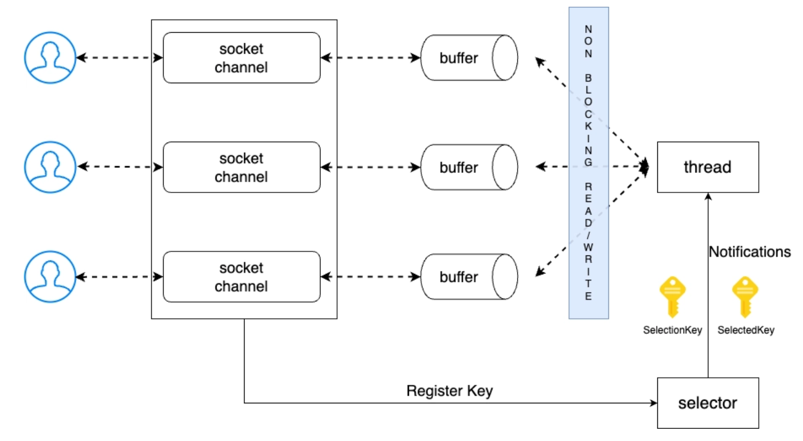 socket
channel
buffer
socket
channel
buffer
socket
channel
buffer
NON BLOCKING READ/WRITE
thread
Notifications
SelectionKey
SelectedKey
Register Key
selector